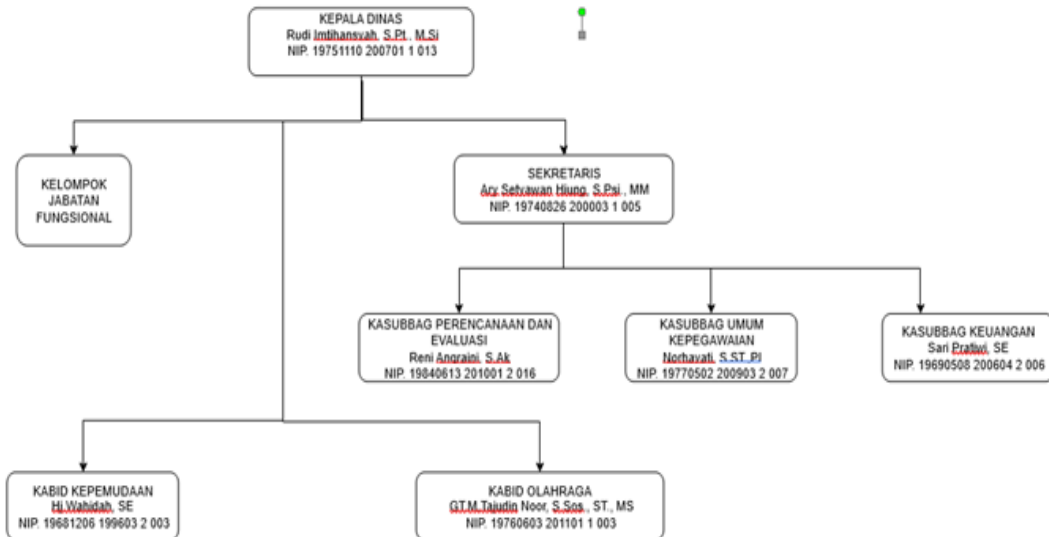 KEPALA DINAS
Rudi Imtihansyah, S.Pt., M.Si
NIP. 19751110 200701 1 013
KELOMPOK
JABATAN
FUNGSIONAL
SEKRETARIS
Ary Setyawan Hiung, S.Psi., MM
NIP. 19740826 200003 1 005
KASUBBAG PERENCANAAN DAN
EVALUASI
Reni Angraini, S.Ak
NIP. 19840613 201001 2 016
KASUBBAG UMUM
KEPEGAWAIAN
Norhayati, S.ST.,PI
NIP. 19770502 200903 2 007
KASUBBAG KEUANGAN
Sari Pratiwi, SE
NIP. 19690508 200604 2 006
KABID KEPEMUDAAN
Hj.Wahidah, SE
NIP. 19681206 199603 2 003
KABID OLAHRAGA
GT.M.Tajudin Noor, S.Sos., ST., MS
NIP. 19760603 201101 1 003